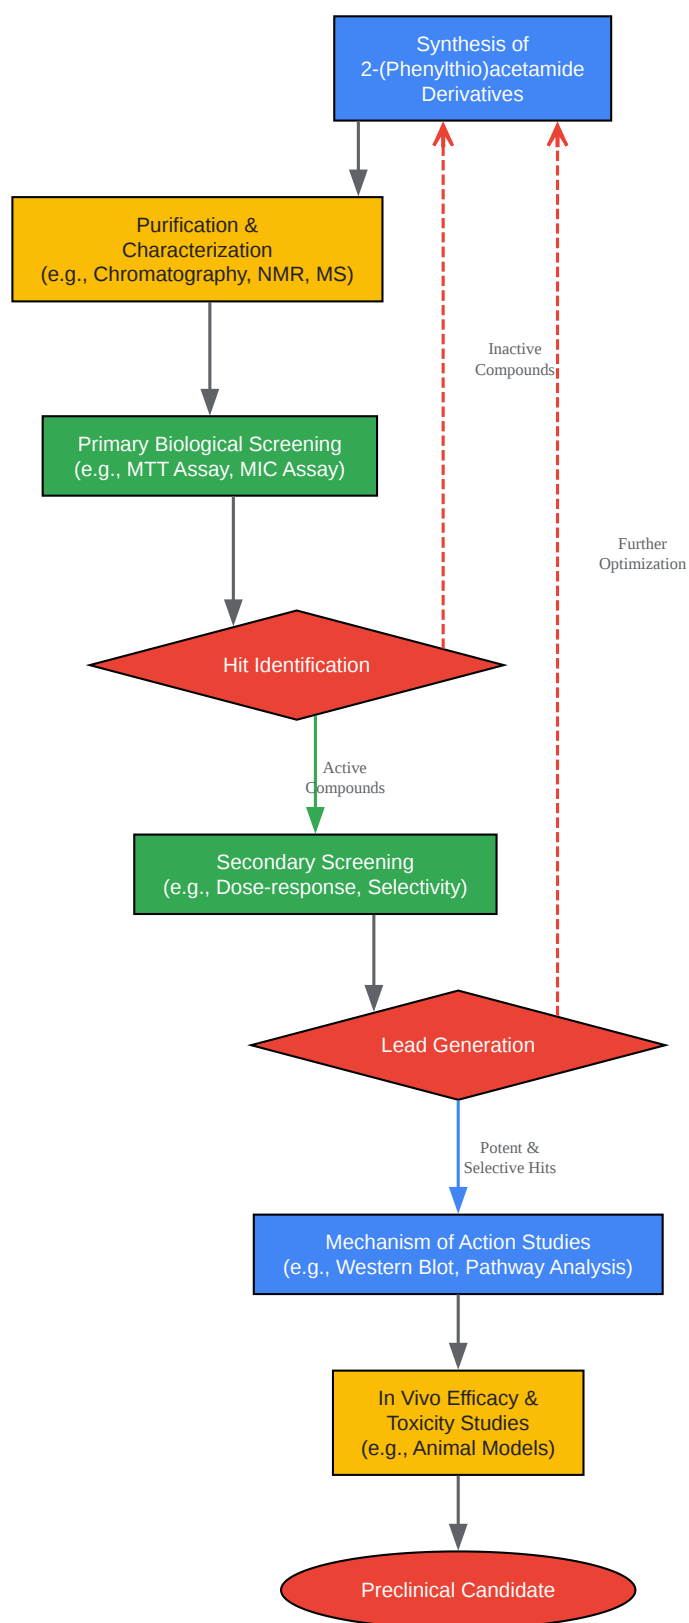 Synthesis of
2-(Phenylthio)acetamide
Derivatives
Purification &
Characterization
(e.g., Chromatography, NMR, MS)
Inactive
Compounds
Primary Biological Screening
(e.g., MTT Assay, MIC Assay)
Further
Optimization
Hit Identification
Active
Compounds
Secondary Screening
(e.g., Dose-response, Selectivity)
Lead Generation
Potent &
Selective Hits
Mechanism of Action Studies
(e.g., Western Blot, Pathway Analysis)
In Vivo Efficacy &
Toxicity Studies
(e.g., Animal Models)
Preclinical Candidate